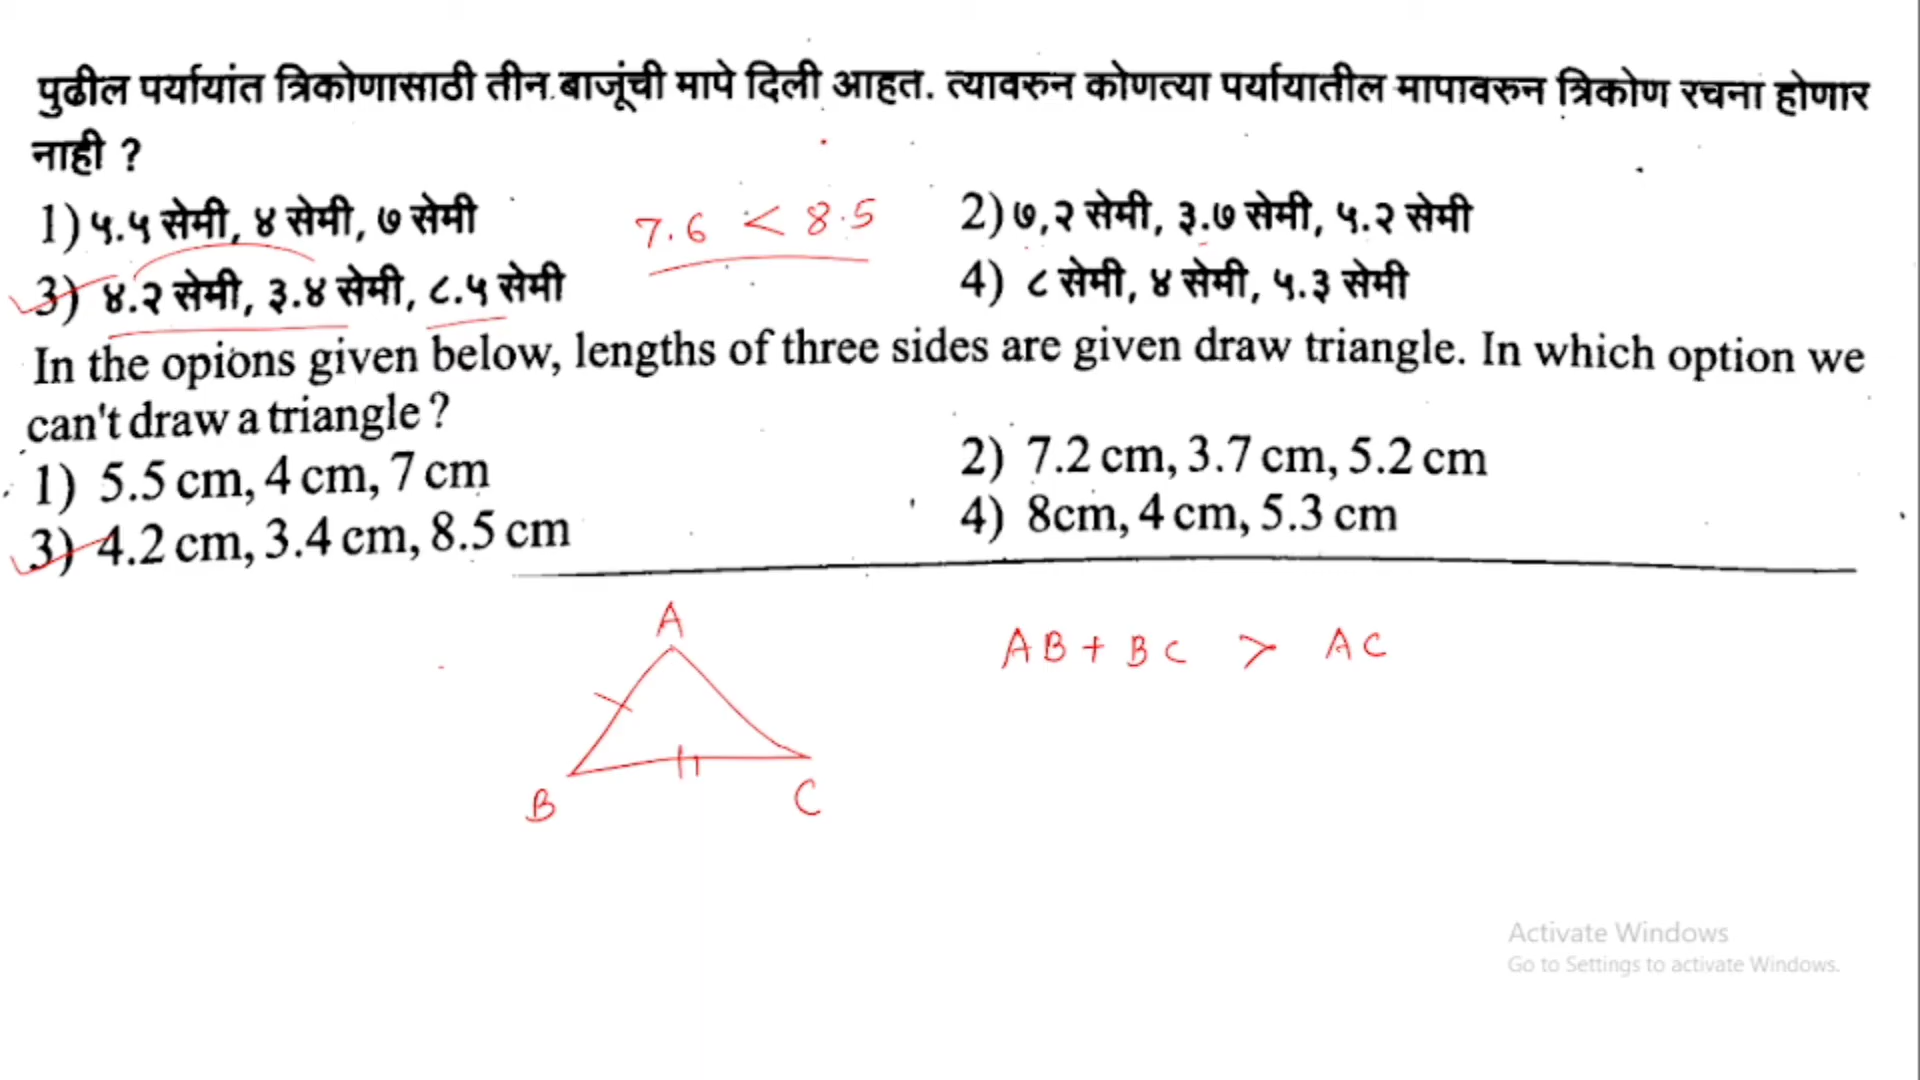 पुढील पर्यायांत त्रिकोणासाठी तीन बाजूंची मापे दिली आहत. त्यावरुन कोणत्या पर्यायातील मापावरुन त्रिकोण रचना होणार
नाही ?
1) ५.५ सेमी, ४ सेमी, ७ सेमी
7.6 < 8.5
2) ७,२ सेमी, ३.७ सेमी, ५.२ सेमी
3) ४.२ सेमी, ३.४ सेमी, ८.५ सेमी
4) ८ सेमी, ४ सेमी, ५.३ सेमी
In the opions given below, lengths of three sides are given draw triangle. In which option we
can't draw a triangle ?
1) 5.5 cm, 4 cm, 7 cm
2) 7.2 cm, 3.7 cm, 5.2 cm
3) 4.2 cm, 3.4 cm, 8.5 cm
4) 8cm, 4 cm, 5.3 cm
A
AB + BC > AC
B
C
Activate Windows
Go to Settings to activate Windows.